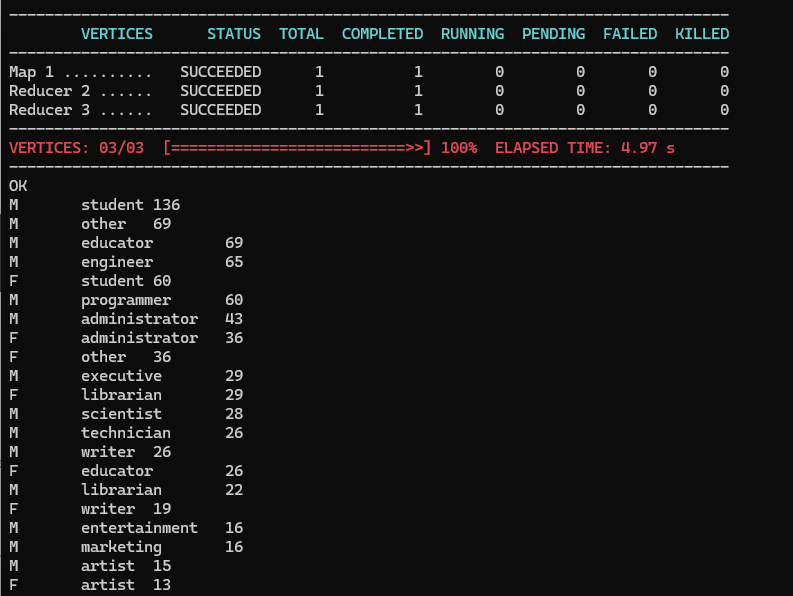 --------------------------------------------------------------------------------
        VERTICES      STATUS  TOTAL  COMPLETED  RUNNING  PENDING  FAILED  KILLED
--------------------------------------------------------------------------------
Map 1 ..........   SUCCEEDED      1          1        0        0       0       0
Reducer 2 ......   SUCCEEDED      1          1        0        0       0       0
Reducer 3 ......   SUCCEEDED      1          1        0        0       0       0
--------------------------------------------------------------------------------
VERTICES: 03/03  [==========================>>] 100%  ELAPSED TIME: 4.97 s
--------------------------------------------------------------------------------
OK
M       student 136
M       other   69
M       educator        69
M       engineer        65
F       student 60
M       programmer      60
M       administrator   43
F       administrator   36
F       other   36
M       executive       29
F       librarian       29
M       scientist       28
M       technician      26
M       writer  26
F       educator        26
M       librarian       22
F       writer  19
M       entertainment   16
M       marketing       16
M       artist  15
F       artist  13